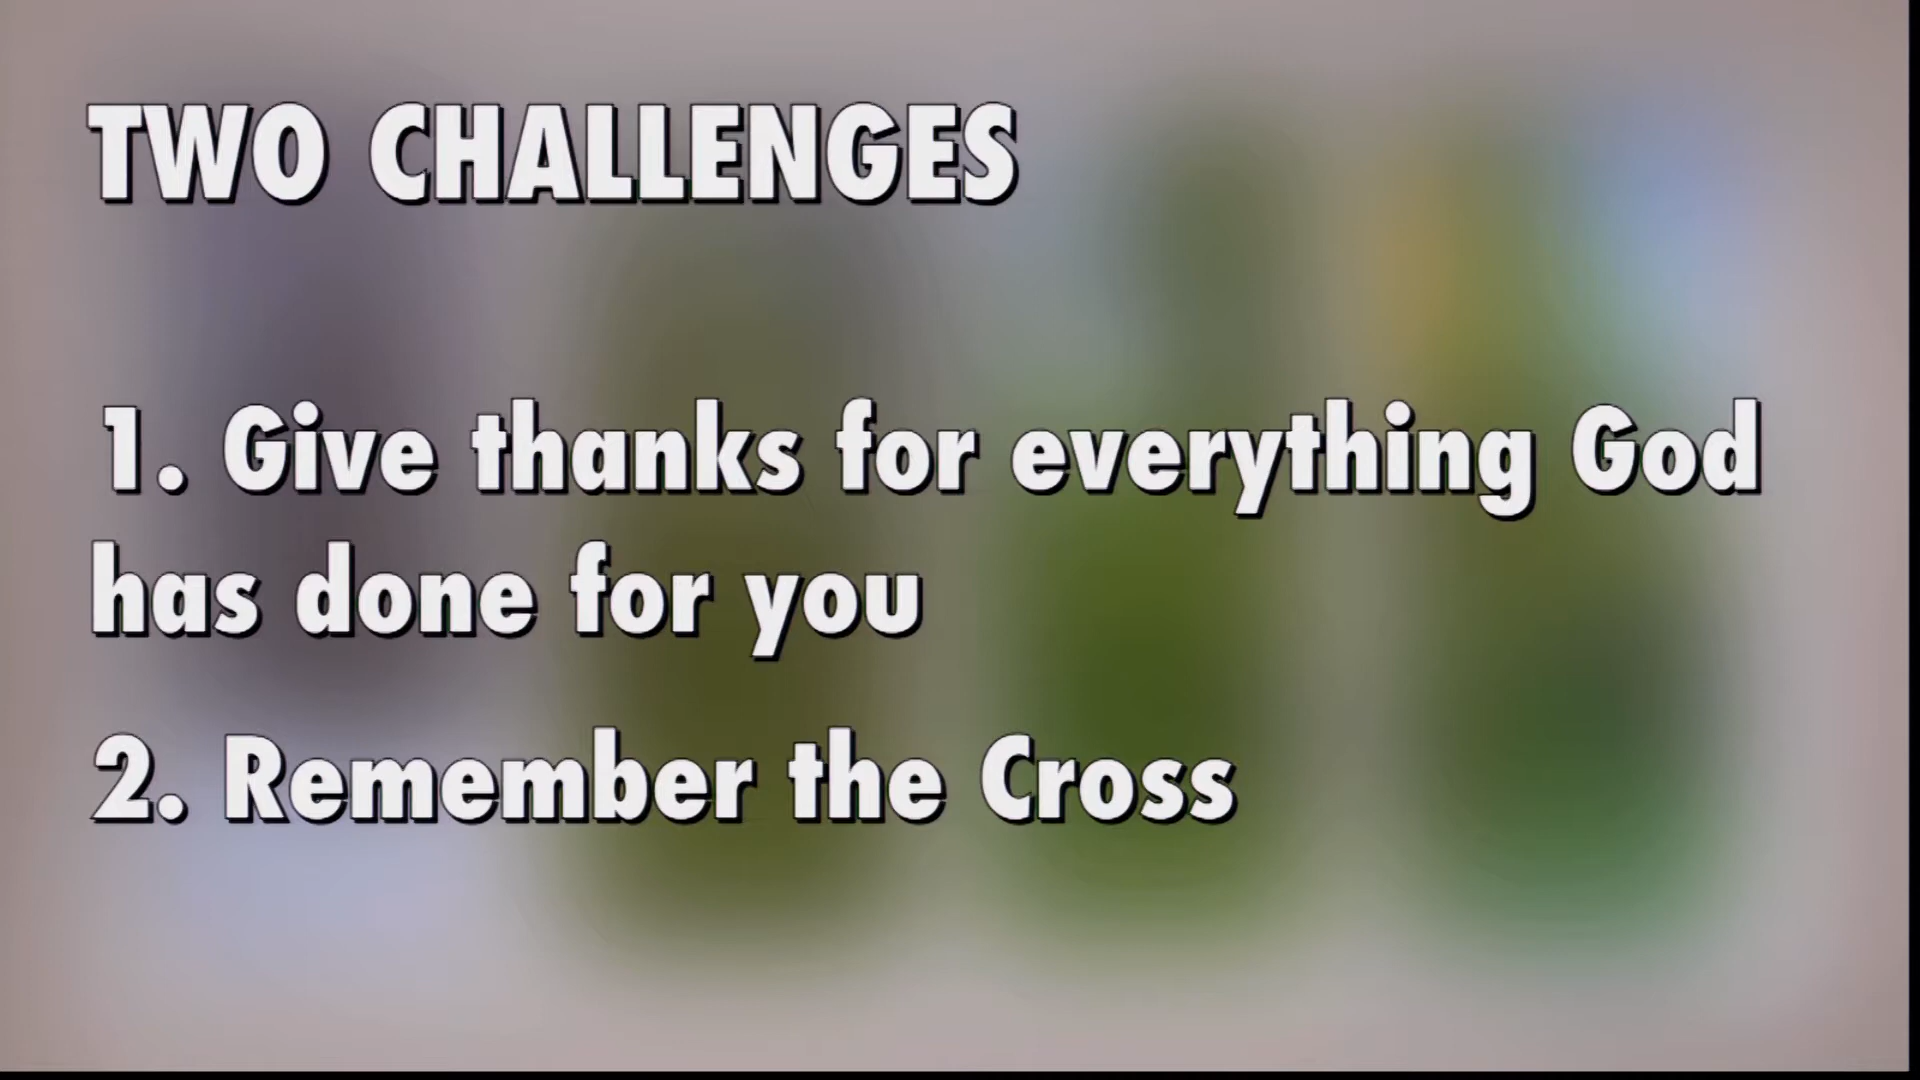 TWO CHALLENGES
1. Give thanks for everything God
has done for you
2. Remember the Cross